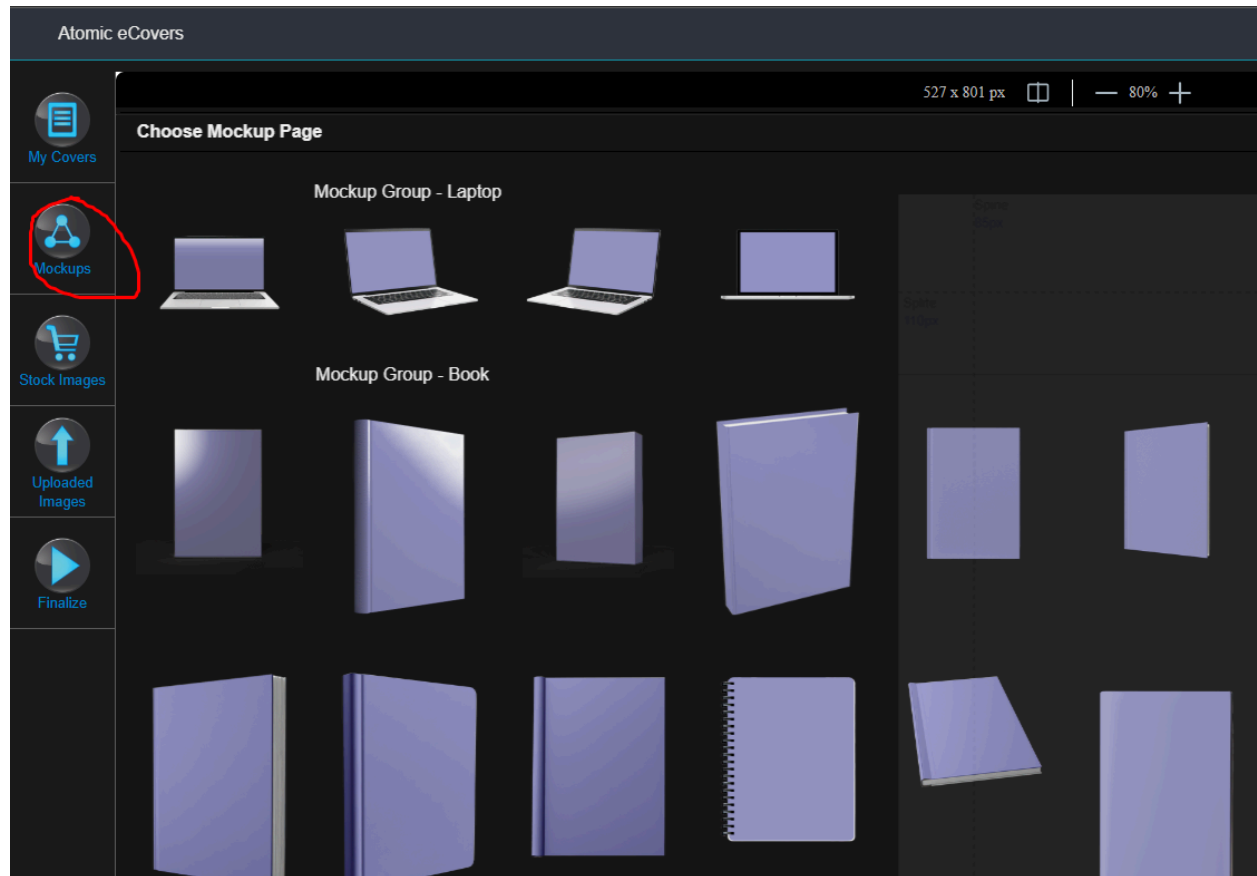 Atomic eCovers
527 x 801 px
80%
My Covers
Choose Mockup Page
Mockup Group - Laptop
Mockups
Spine
Stock Images
Mockup Group - Book
Uploaded
Images
Finalize